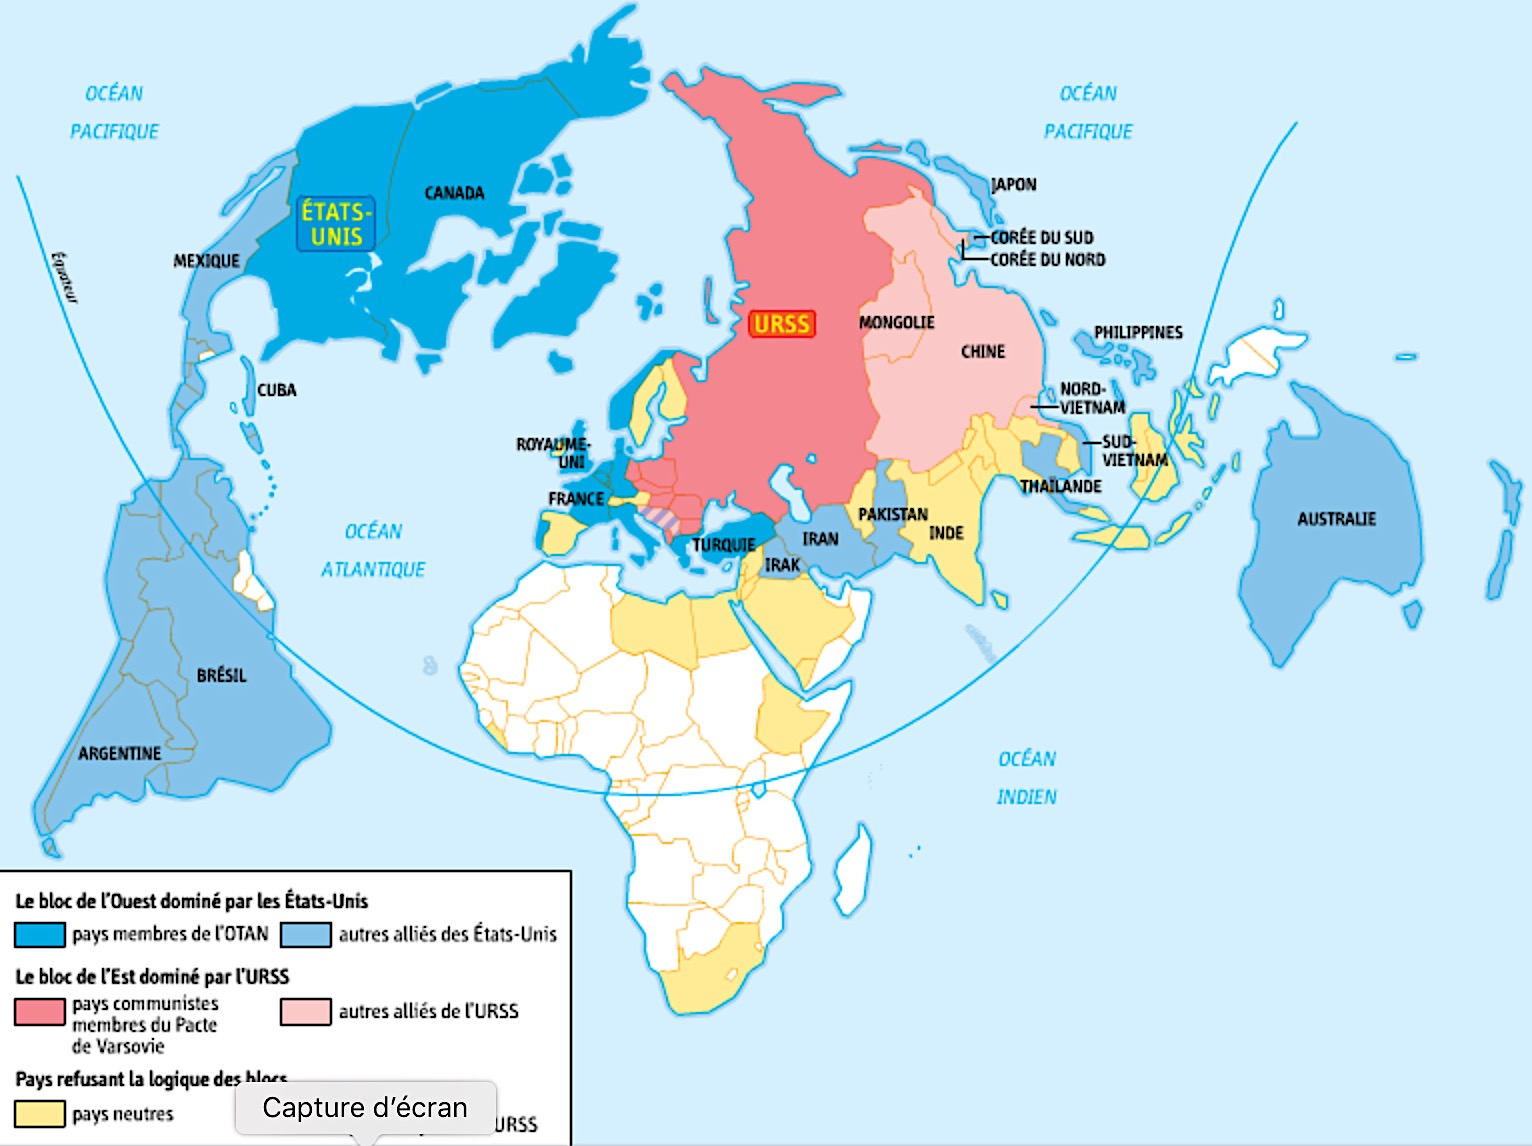 OCÉAN
PACIFIQUE
OCÉAN
PACIFIQUE
CANADA
ÉTATS-
UNIS
JAPON
CORÉE DU SUD
CORÉE DU NORD
MEXIQUE
Équateur
URSS
MONGOLIE
CHINE
PHILIPPINES
CUBA
NORD-
VIETNAM
ROYAUME-
UNI
SUD-
VIETNAM
THAÏLANDE
FRANCE
PAKISTAN
INDE
AUSTRALIE
OCÉAN
ATLANTIQUE
TURQUIE
IRAN
IRAK
BRÉSIL
ARGENTINE
OCÉAN
INDIEN
Le bloc de l'Ouest dominé par les États-Unis
pays membres de l'OTAN
autres alliés des États-Unis
Le bloc de l'Est dominé par l'URSS
pays communistes
membres du Pacte
de Varsovie
autres alliés de l'URSS
Pays refusant la logique des blocs
pays neutres
URSS
Capture d'écran